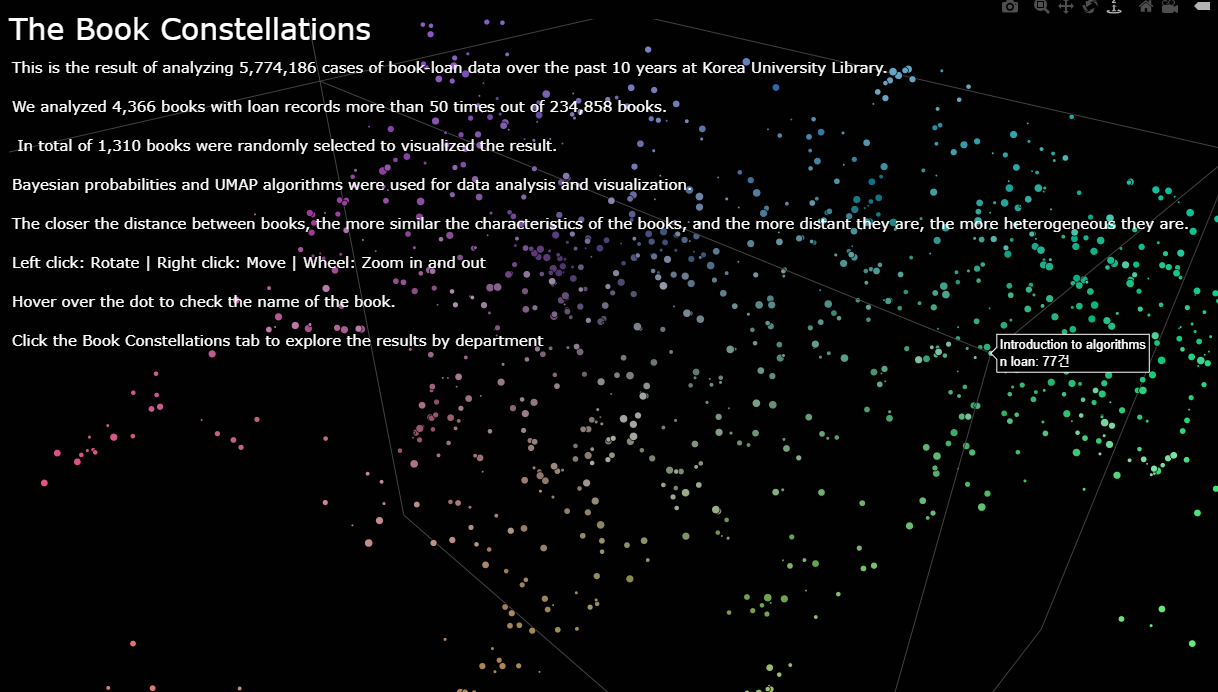 The Book Constellations
This is the result of analyzing 5,774,186 cases of book-loan data over the past 10 years at Korea University Library.
We analyzed 4,366 books with loan records more than 50 times out of 234,858 books.
In total of 1,310 books were randomly selected to visualized the result.
Bayesian probabilities and UMAP algorithms were used for data analysis and visualization.
The closer the distance between books, the more similar the characteristics of the books, and the more distant they are, the more heterogeneous they are.
Left click: Rotate | Right click: Move | Wheel: Zoom in and out
Hover over the dot to check the name of the book.
Click the Book Constellations tab to explore the results by department
Introduction to algorithms
n loan: 77건